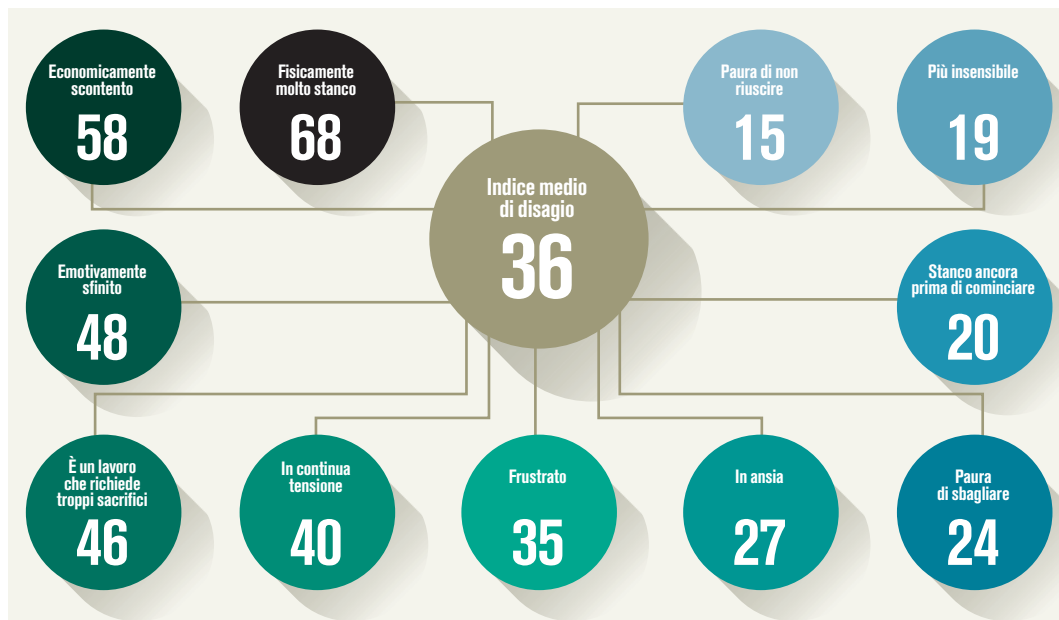 Economicamente
scontento
58
Fisicamente
molto stanco
68
Paura di non
riuscire
15
Più insensibile
19
Indice medio
di disagio
36
Emotivamente
sfinito
48
Stanco ancora
prima di cominciare
20
È un lavoro
che richiede
troppi sacrifici
46
In continua
tensione
40
Frustrato
35
In ansia
27
Paura
di sbagliare
24